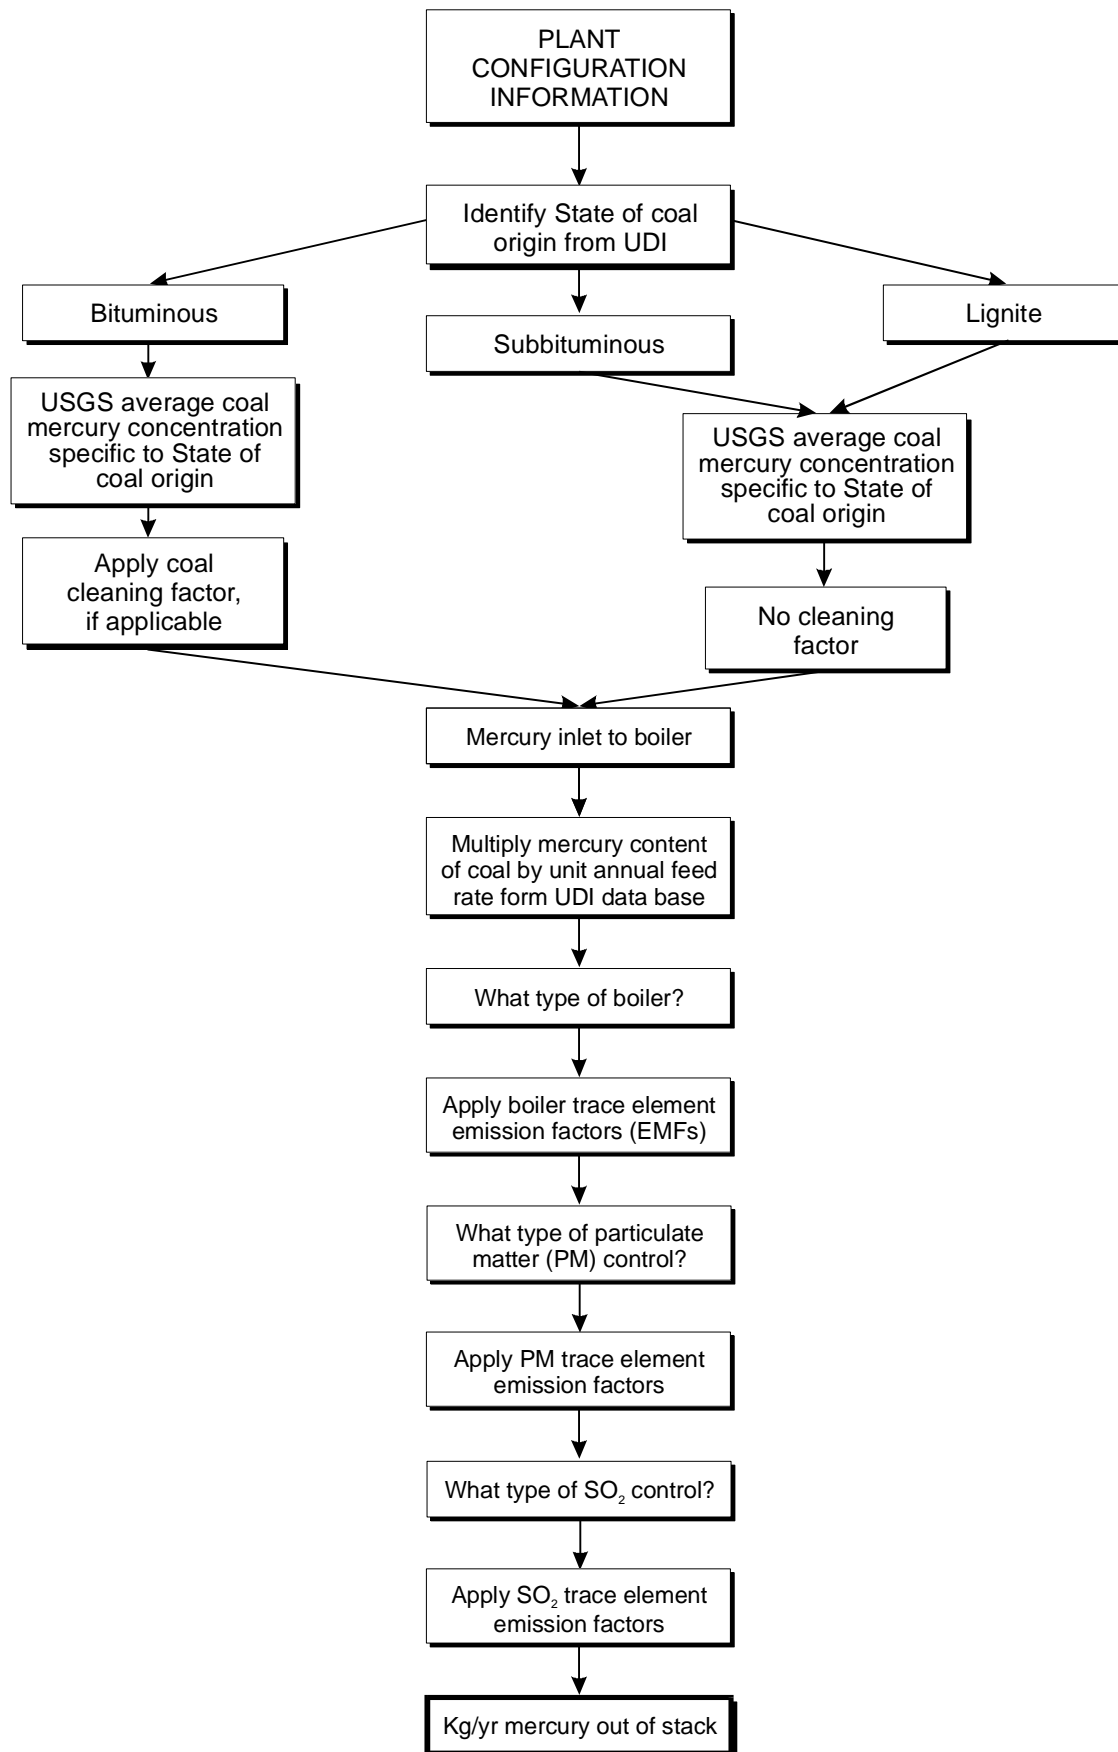 PLANT
CONFIGURATION
INFORMATION
Identify State of coal
origin from UDI
Bituminous
Subbituminous
Lignite
USGS average coal
mercury concentration
specific to State of
coal origin
USGS average coal
mercury concentration
specific to State of
coal origin
Apply coal
cleaning factor,
if applicable
No cleaning
factor
Mercury inlet to boiler
Multiply mercury content
of coal by unit annual feed
rate form UDI data base
What type of boiler?
Apply boiler trace element
emission factors (EMFs)
What type of particulate
matter (PM) control?
Apply PM trace element
emission factors
What type of SO₂ control?
Apply SO₂ trace element
emission factors
Kg/yr mercury out of stack